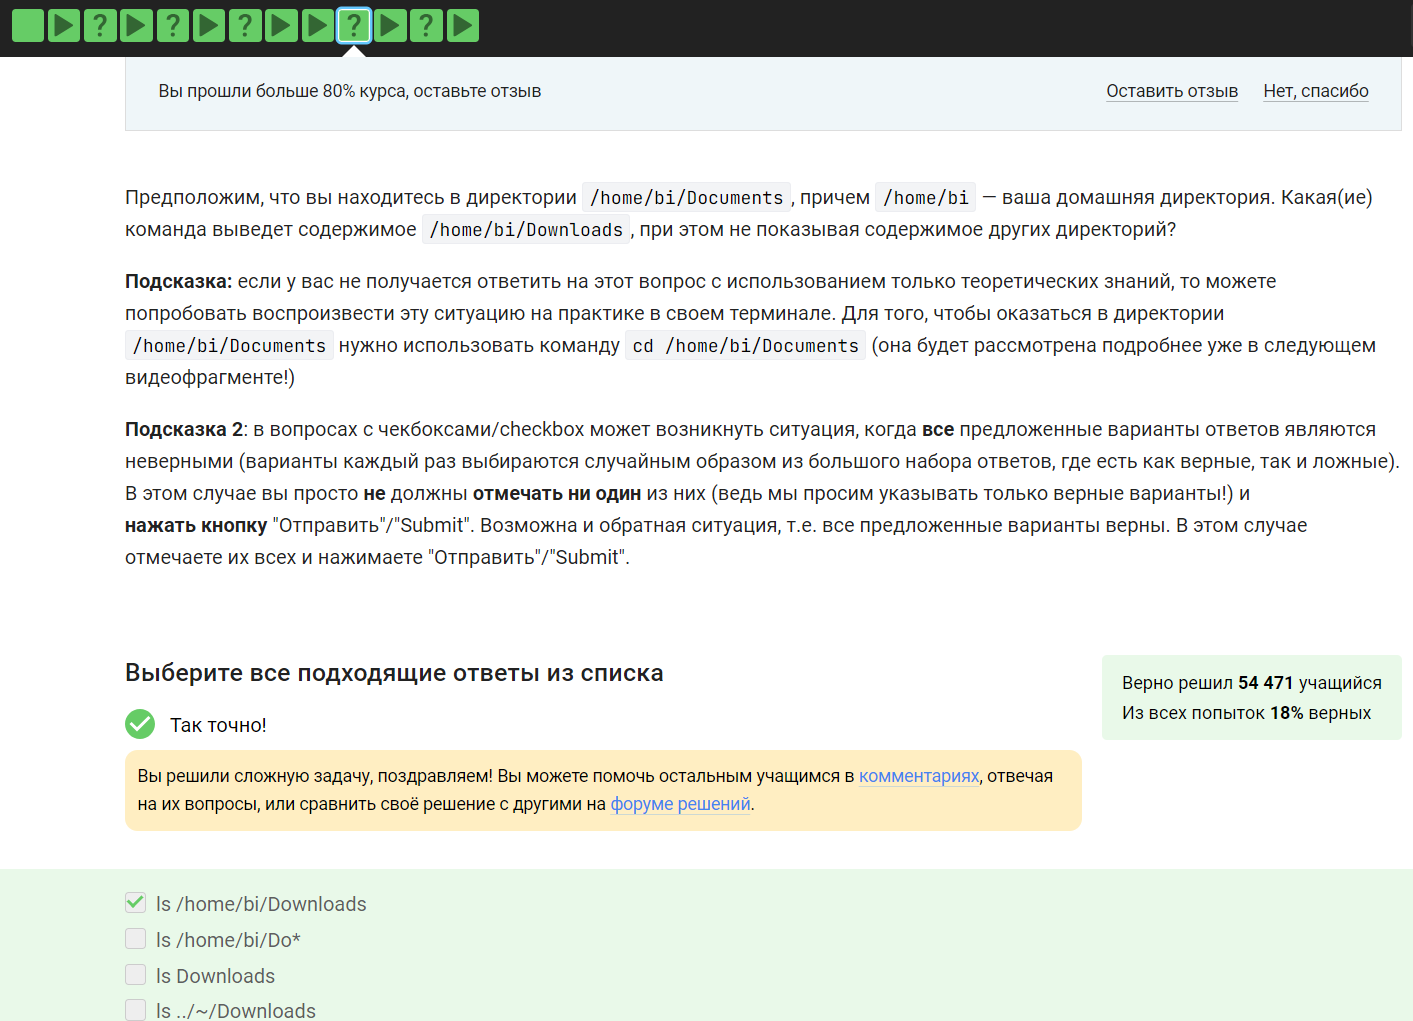 ? ? ? ? ?
Вы прошли больше 80% курса, оставьте отзыв Оставить отзыв Нет, спасибо
Предположим, что вы находитесь в директории /home/bi/Documents, причем /home/bi — ваша домашняя директория. Какая(ие)
команда выведет содержимое /home/bi/Downloads, при этом не показывая содержимое других директорий?
Подсказка: если у вас не получается ответить на этот вопрос с использованием только теоретических знаний, то можете
попробовать воспроизвести эту ситуацию на практике в своем терминале. Для того, чтобы оказаться в директории
/home/bi/Documents нужно использовать команду cd /home/bi/Documents (она будет рассмотрена подробнее уже в следующем
видеофрагменте!)
Подсказка 2: в вопросах с чекбоксами/checkbox может возникнуть ситуация, когда все предложенные варианты ответов являются
неверными (варианты каждый раз выбираются случайным образом из большого набора ответов, где есть как верные, так и ложные).
В этом случае вы просто не должны отмечать ни один из них (ведь мы просим указывать только верные варианты!) и
нажать кнопку "Отправить"/"Submit". Возможна и обратная ситуация, т.е. все предложенные варианты верны. В этом случае
отмечаете их всех и нажимаете "Отправить"/"Submit".
Выберите все подходящие ответы из списка
Верно решил 54 471 учащийся
Из всех попыток 18% верных
Так точно!
Вы решили сложную задачу, поздравляем! Вы можете помочь остальным учащимся в комментариях, отвечая
на их вопросы, или сравнить своё решение с другими на форуме решений.
ls /home/bi/Downloads
ls /home/bi/Do*
ls Downloads
ls ../~/Downloads